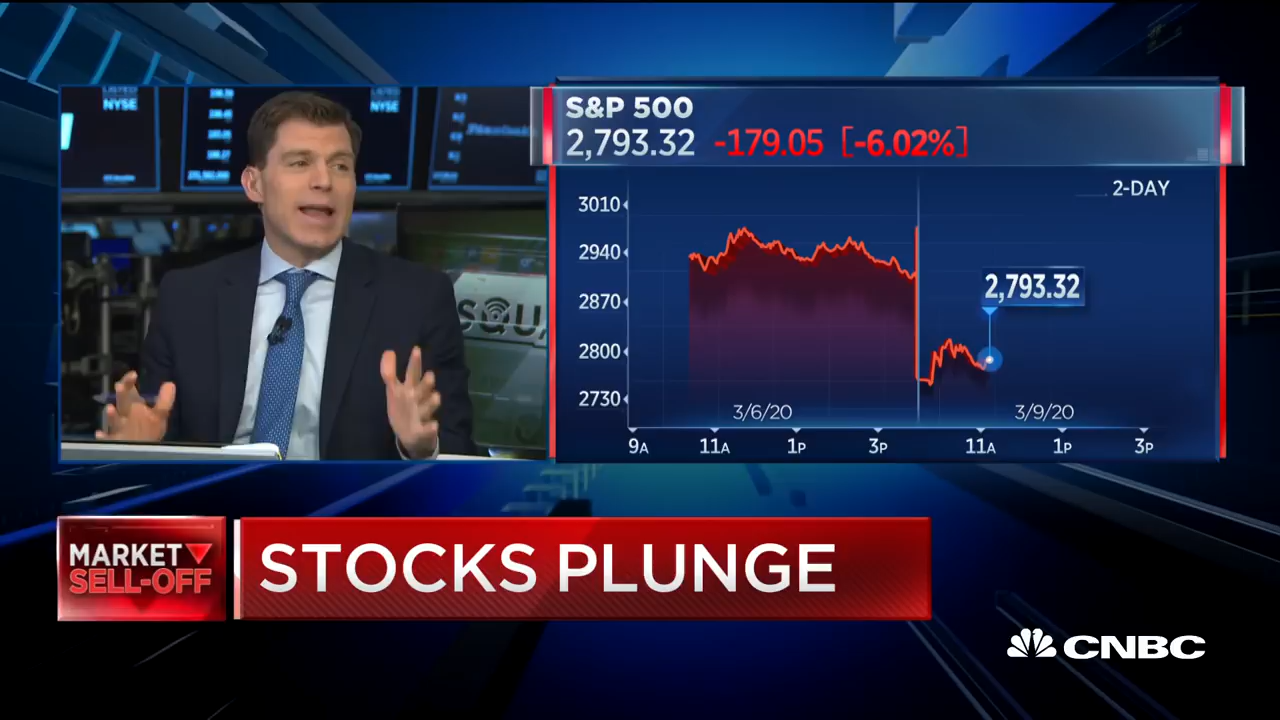 NYSE
NYSE
SQUA
S&P 500
2,793.32 -179.05 [-6.02%]
2-DAY
3010
2940
2870
2800
2730
2,793.32
3/6/20
3/9/20
9A 11A 1P 3P 11A 1P 3P
MARKET
SELL-OFF
STOCKS PLUNGE
CNBC